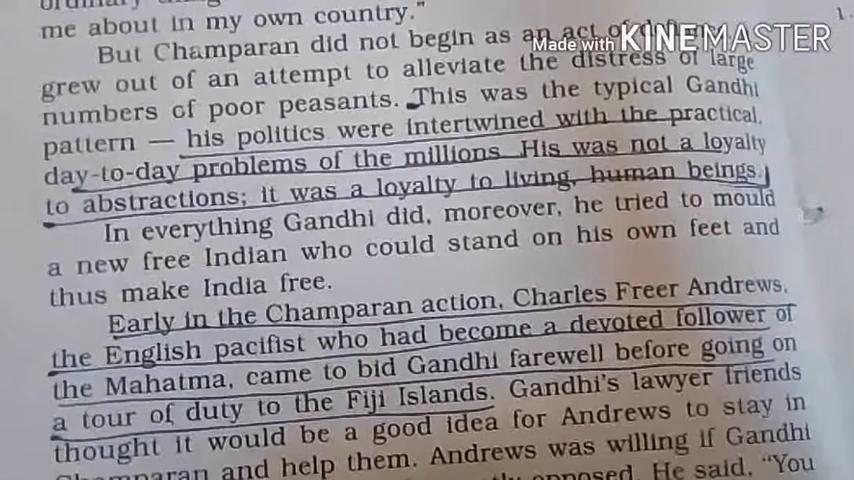 me about in my own country."
Made with KINEMASTER
But Champaran did not begin as an act of
grew out of an attempt to alleviate the distress of large
numbers of poor peasants. This was the typical Gandhi
pattern — his politics were intertwined with the practical,
day-to-day problems of the millions. His was not a loyalty
to abstractions; it was a loyalty to living, human beings.
In everything Gandhi did, moreover, he tried to mould
a new free Indian who could stand on his own feet and
thus make India free.
Early in the Champaran action, Charles Freer Andrews,
the English pacifist who had become a devoted follower of
the Mahatma, came to bid Gandhi farewell before going on
a tour of duty to the Fiji Islands. Gandhi's lawyer friends
thought it would be a good idea for Andrews to stay in
Champaran and help them. Andrews was willing if Gandhi
opposed. He said, "You
1.